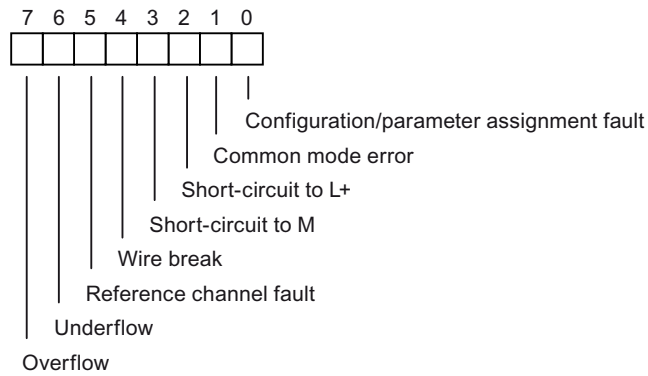 7 6 5 4 3 2 1 0
Configuration/parameter assignment fault
Common mode error
Short-circuit to L+
Short-circuit to M
Wire break
Reference channel fault
Underflow
Overflow